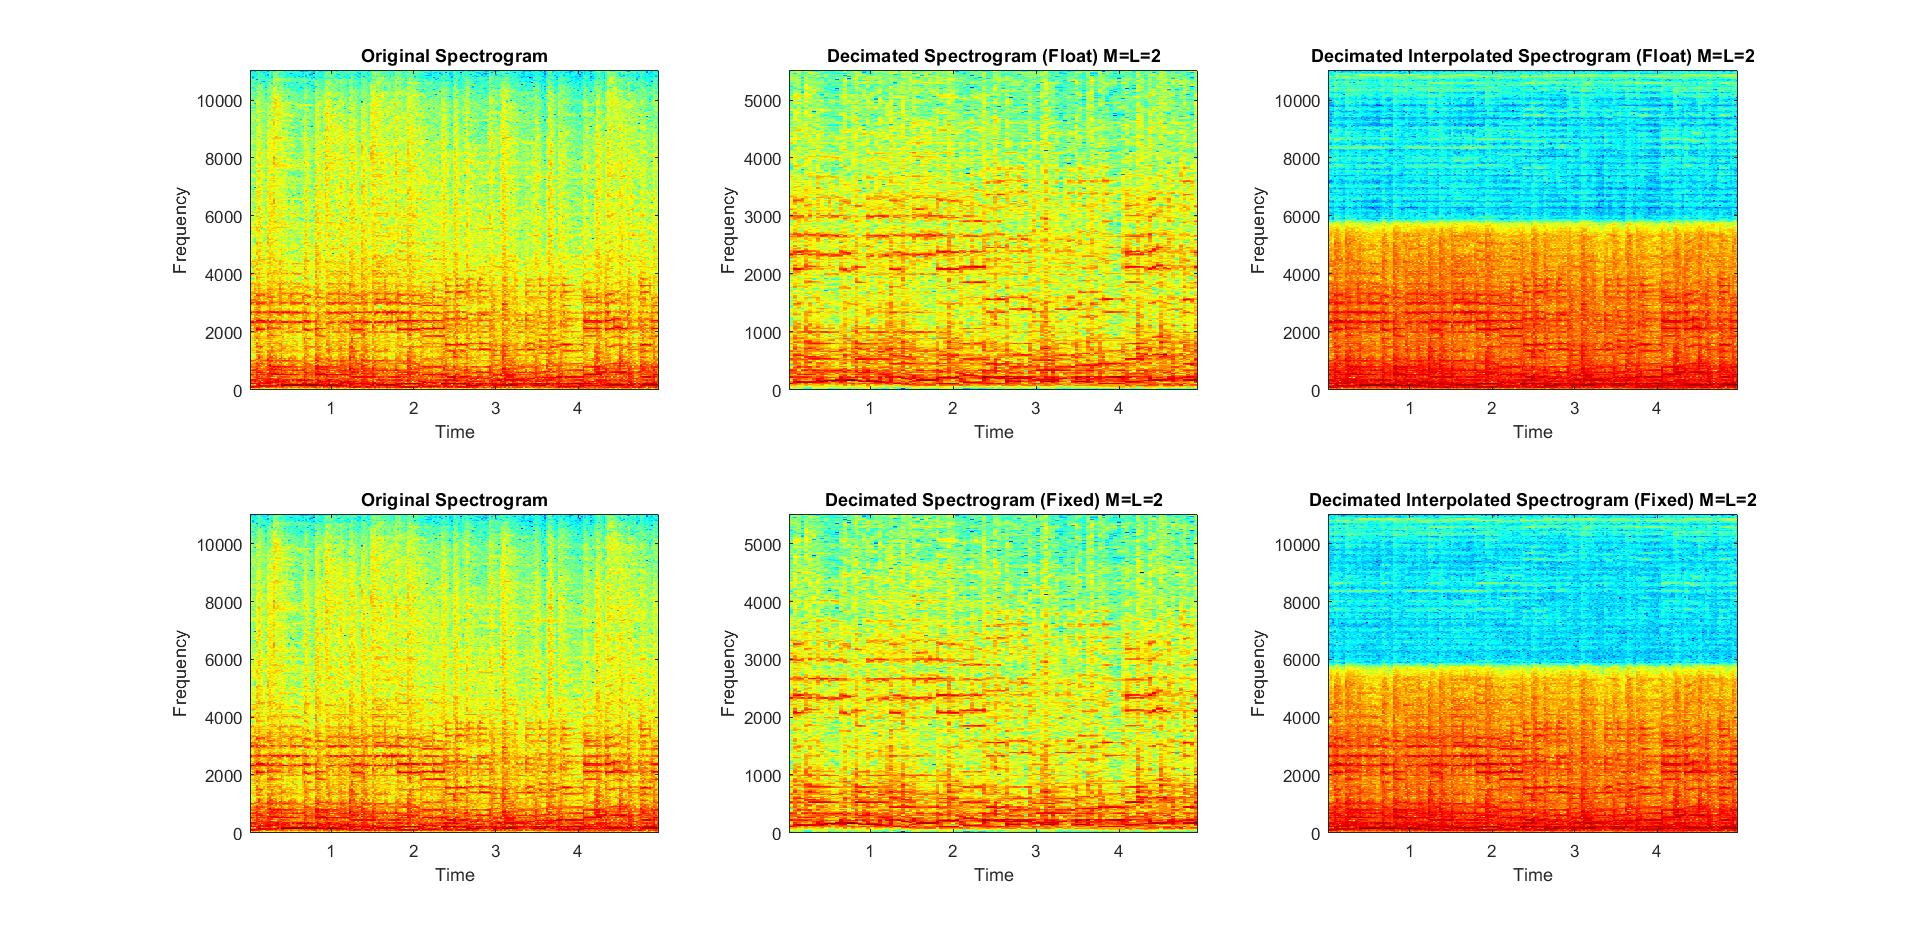 Original Spectrogram
Decimated Spectrogram (Float) M=L=2
Decimated Interpolated Spectrogram (Float) M=L=2
10000
8000
6000
4000
2000
0
Frequency
1 2 3 4
Time
5000
4000
3000
2000
1000
0
Frequency
1 2 3 4
Time
10000
8000
6000
4000
2000
0
Frequency
1 2 3 4
Time
Original Spectrogram
Decimated Spectrogram (Fixed) M=L=2
Decimated Interpolated Spectrogram (Fixed) M=L=2
10000
8000
6000
4000
2000
0
Frequency
1 2 3 4
Time
5000
4000
3000
2000
1000
0
Frequency
1 2 3 4
Time
10000
8000
6000
4000
2000
0
Frequency
1 2 3 4
Time